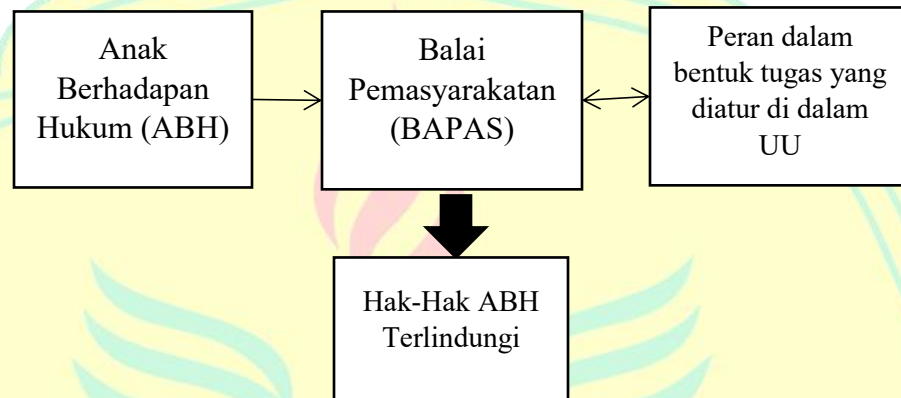 Anak
Berhadapan
Hukum (ABH)
Balai
Pemasyarakatan
(BAPAS)
Peran dalam
bentuk tugas yang
diatur di dalam
UU
Hak-Hak ABH
Terlindungi